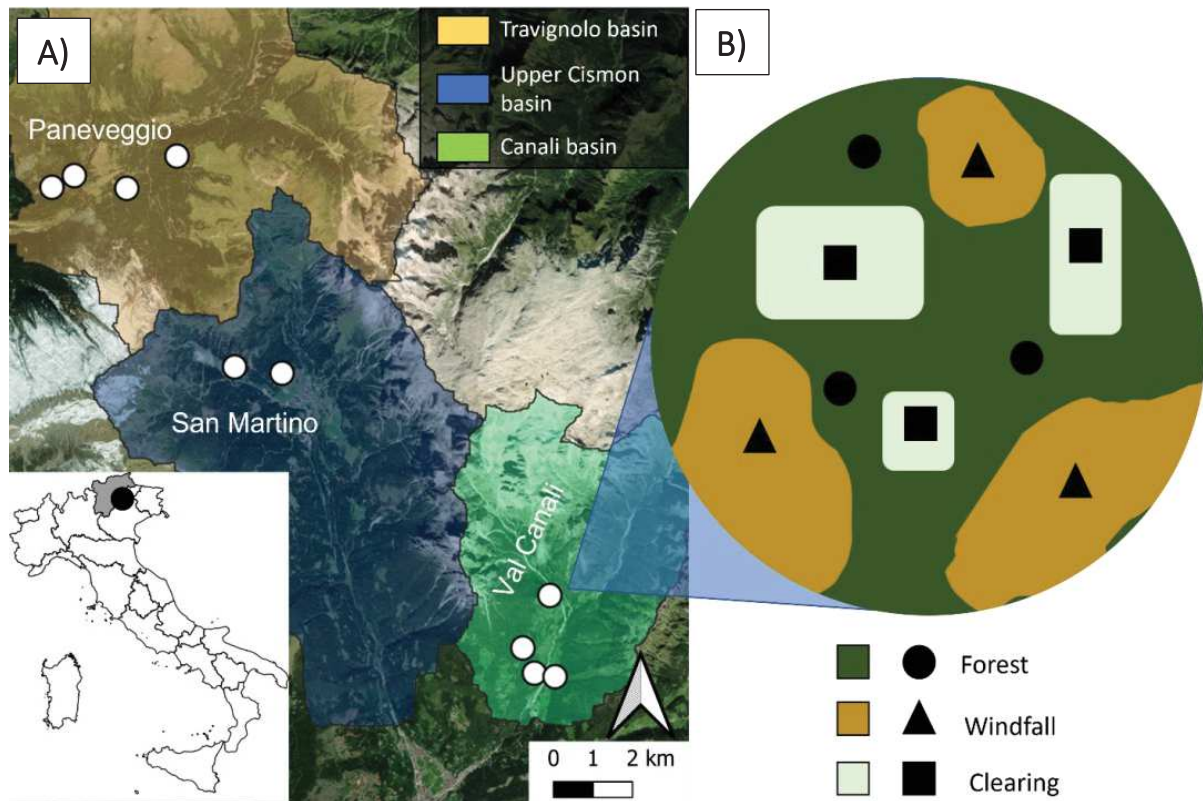 A)
Travignolo basin
Upper Cismon
basin
Canali basin
Paneveggio
San Martino
Val Canali
0 1 2 km
B)
Forest
Windfall
Clearing